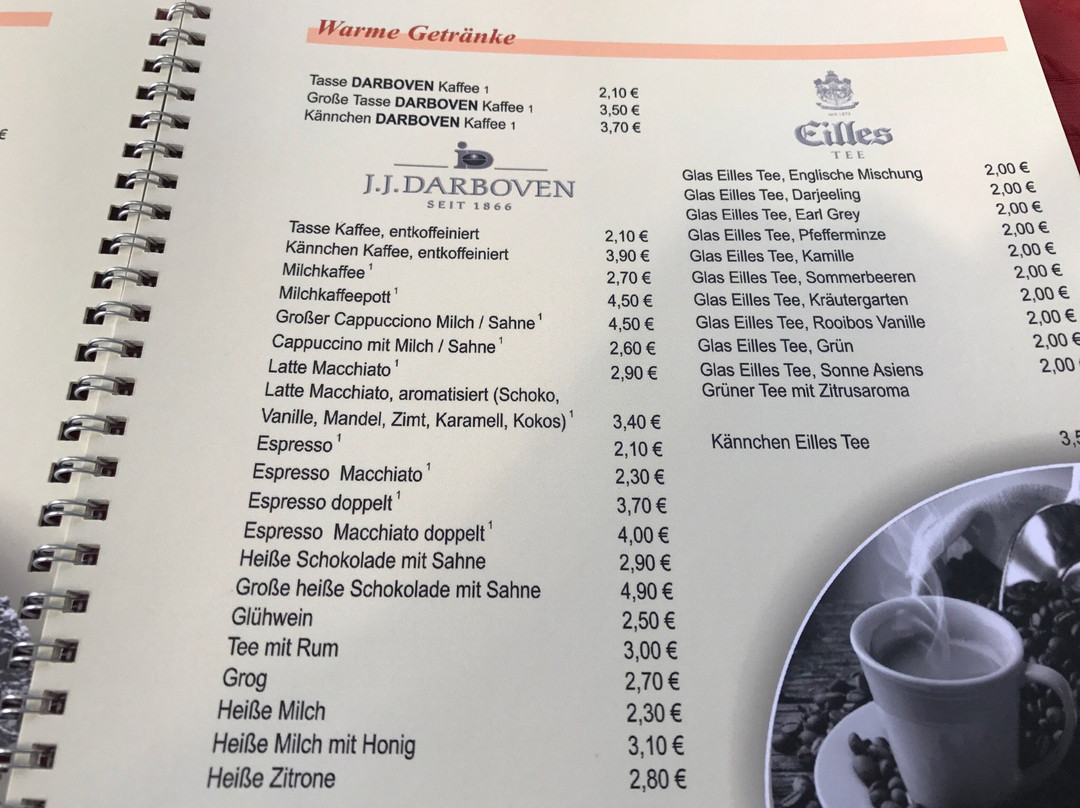 Warme Getränke
Tasse DARBOVEN Kaffee 1 2,10 €
Große Tasse DARBOVEN Kaffee 1 3,50 €
Kännchen DARBOVEN Kaffee 1 3,70 €
J.J.DARBOVEN
SEIT 1866
Tasse Kaffee, entkoffeiniert 2,10 €
Kännchen Kaffee, entkoffeiniert 3,90 €
Milchkaffee 1 2,70 €
Milchkaffeepott 1 4,50 €
Großer Cappucciono Milch / Sahne 1 4,50 €
Cappuccino mit Milch / Sahne 1 2,60 €
Latte Macchiato 1 2,90 €
Latte Macchiato, aromatisiert (Schoko,
Vanille, Mandel, Zimt, Karamell, Kokos) 1 3,40 €
Espresso 1 2,10 €
Espresso Macchiato 1 2,30 €
Espresso doppelt 1 3,70 €
Espresso Macchiato doppelt 1 4,00 €
Heiße Schokolade mit Sahne 2,90 €
Große heiße Schokolade mit Sahne 4,90 €
Glühwein 2,50 €
Tee mit Rum 3,00 €
Grog 2,70 €
Heiße Milch 2,30 €
Heiße Milch mit Honig 3,10 €
Heiße Zitrone 2,80 €
Eilles
TEE
Glas Eilles Tee, Englische Mischung 2,00 €
Glas Eilles Tee, Darjeeling 2,00 €
Glas Eilles Tee, Earl Grey 2,00 €
Glas Eilles Tee, Pfefferminze 2,00 €
Glas Eilles Tee, Kamille 2,00 €
Glas Eilles Tee, Sommerbeeren 2,00 €
Glas Eilles Tee, Kräutergarten 2,00 €
Glas Eilles Tee, Rooibos Vanille 2,00 €
Glas Eilles Tee, Grün 2,00 €
Glas Eilles Tee, Sonne Asiens 2,00
Grüner Tee mit Zitrusaroma
Kännchen Eilles Tee
€